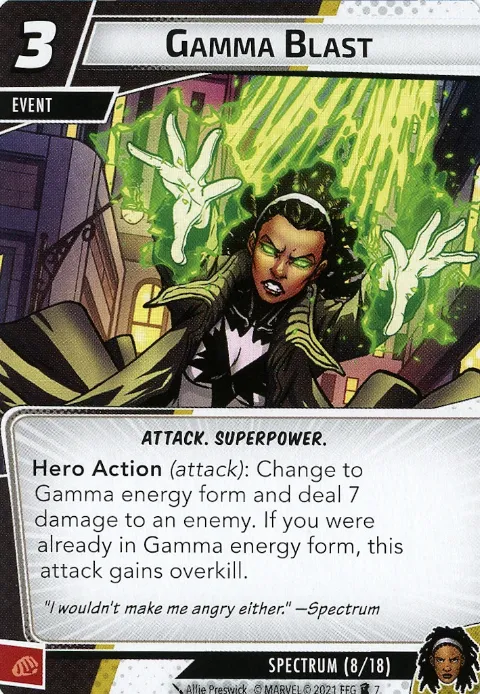 3
GAMMA BLAST
EVENT
ATTACK. SUPERPOWER.
Hero Action (attack): Change to
Gamma energy form and deal 7
damage to an enemy. If you were
already in Gamma energy form, this
attack gains overkill.
"I wouldn't make me angry either." —Spectrum
SPECTRUM (8/18)
Allie Preswick © MARVEL © 2021 FFG 7